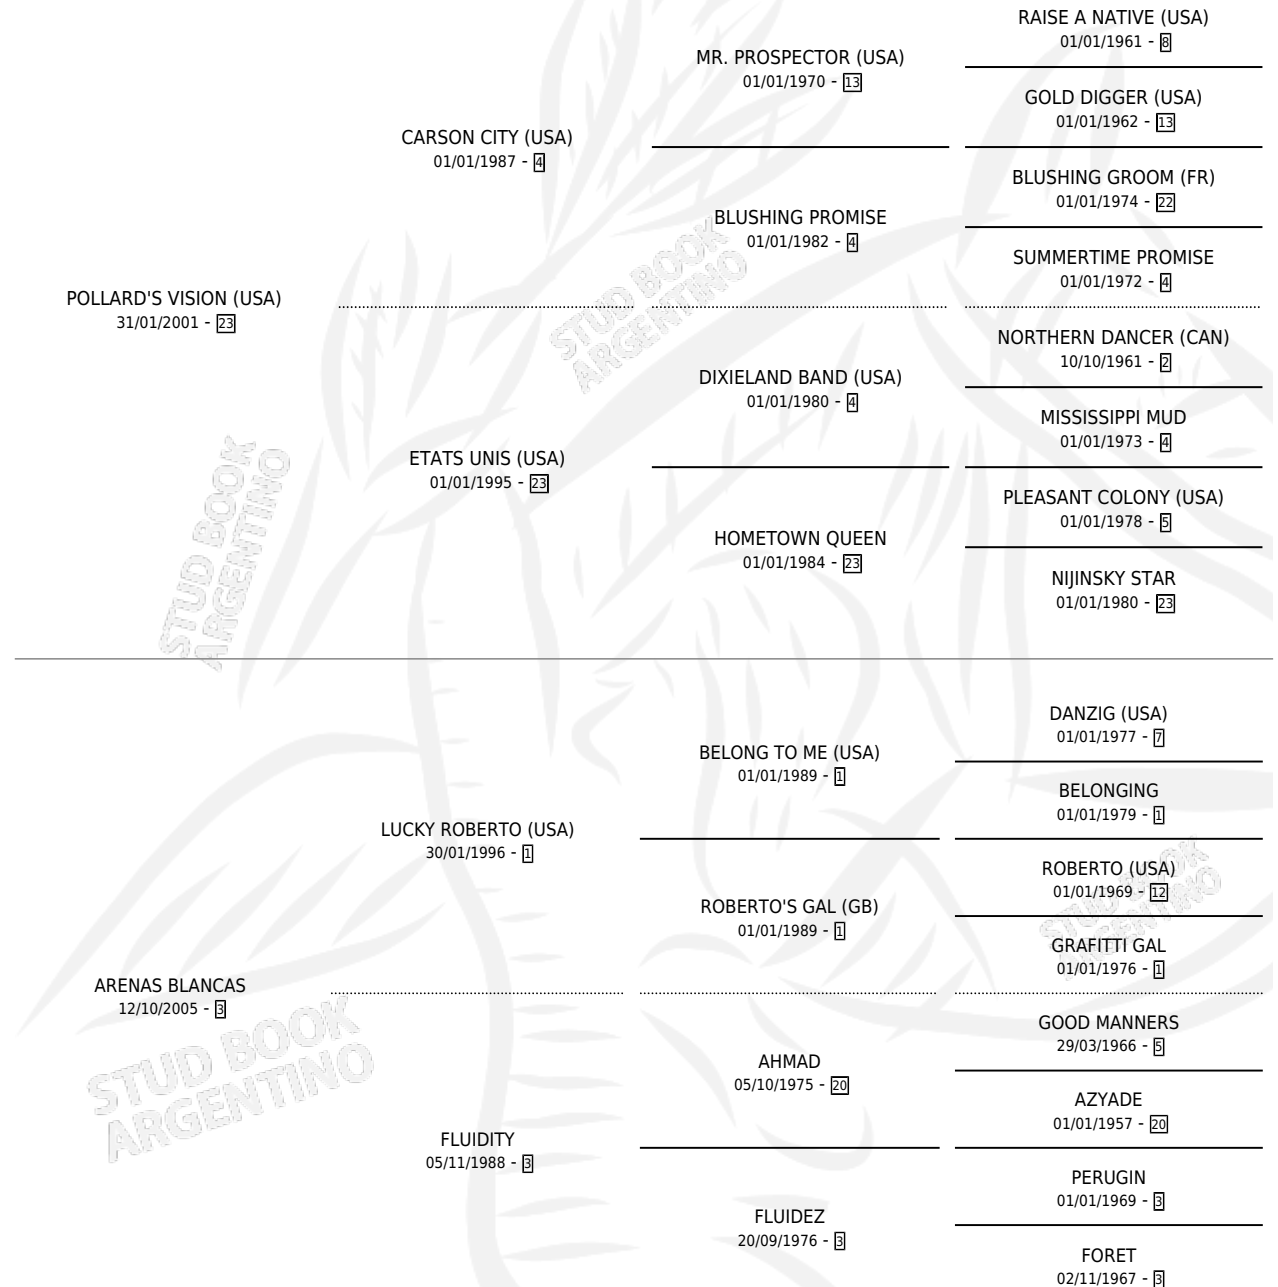 RAISE A NATIVE (USA)
01/01/1961 - 8
MR. PROSPECTOR (USA)
01/01/1970 - 13
GOLD DIGGER (USA)
01/01/1962 - 13
CARSON CITY (USA)
01/01/1987 - 4
BLUSHING GROOM (FR)
01/01/1974 - 22
BLUSHING PROMISE
01/01/1982 - 4
SUMMERTIME PROMISE
01/01/1972 - 4
POLLARD'S VISION (USA)
31/01/2001 - 23
STUD BOOK
ARGENTINO
NORTHERN DANCER (CAN)
10/10/1961 - 2
DIXIELAND BAND (USA)
01/01/1980 - 4
MISSISSIPPI MUD
01/01/1973 - 4
ETATS UNIS (USA)
01/01/1995 - 23
PLEASANT COLONY (USA)
01/01/1978 - 5
HOMETOWN QUEEN
01/01/1984 - 23
NIJINSKY STAR
01/01/1980 - 23
STUD BOOK
ARGENTINO
DANZIG (USA)
01/01/1977 - 7
BELONG TO ME (USA)
01/01/1989 - 1
BELONGING
01/01/1979 - 1
LUCKY ROBERTO (USA)
30/01/1996 - 1
ROBERTO (USA)
01/01/1969 - 12
ROBERTO'S GAL (GB)
01/01/1989 - 1
GRAFITTI GAL
01/01/1976 - 1
STUD BOOK
ARGENTINO
ARENAS BLANCAS
12/10/2005 - 3
GOOD MANNERS
29/03/1966 - 5
AHMAD
05/10/1975 - 20
AZYADE
01/01/1957 - 20
STUD BOOK
ARGENTINO
FLUIDITY
05/11/1988 - 3
PERUGIN
01/01/1969 - 3
FLUIDEZ
20/09/1976 - 3
FORET
02/11/1967 - 3